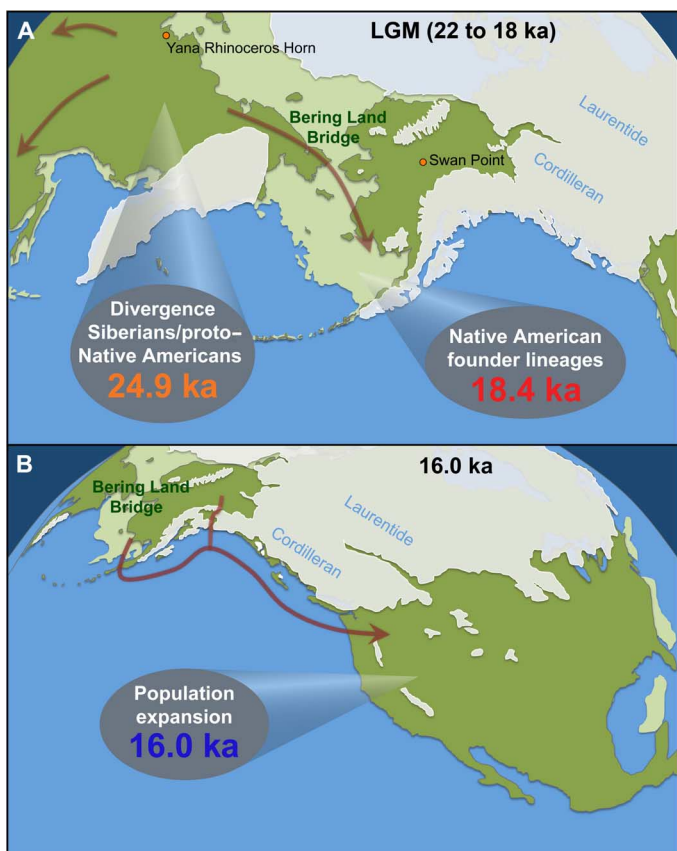 A
LGM (22 to 18 ka)
Yana Rhinoceros Horn
Bering Land
Bridge
Swan Point
Laurentide
Cordilleran
Divergence
Siberians/proto–
Native Americans
24.9 ka
Native American
founder lineages
18.4 ka
B
16.0 ka
Bering Land
Bridge
Laurentide
Cordilleran
Population
expansion
16.0 ka